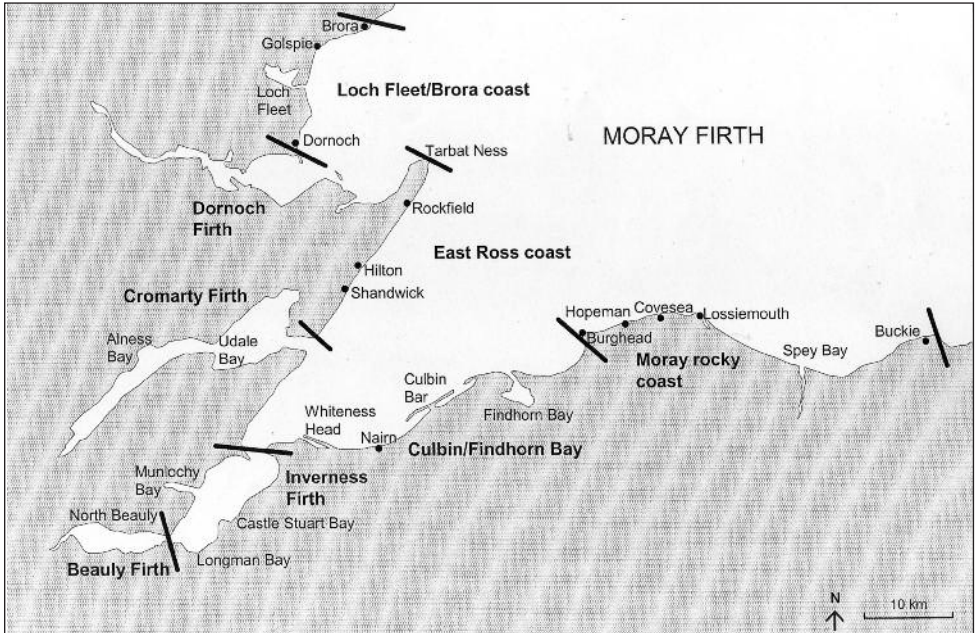 Brora
Golspie
Loch
Fleet
Loch Fleet/Brora coast
Dornoch
MORAY FIRTH
Tarbat Ness
Dornoch
Firth
Rockfield
East Ross coast
Hilton
Cromarty Firth
Shandwick
Alness
Bay
Udale
Bay
Hopeman
Covesea
Lossiemouth
Burghead
Buckie
Moray rocky
coast
Spey Bay
Culbin
Bar
Findhorn Bay
Whiteness
Head
Nairn
Culbin/Findhorn Bay
Munlochy
Bay
Inverness
Firth
North Beauly
Castle Stuart Bay
Beauly Firth
Longman Bay
N
10 km